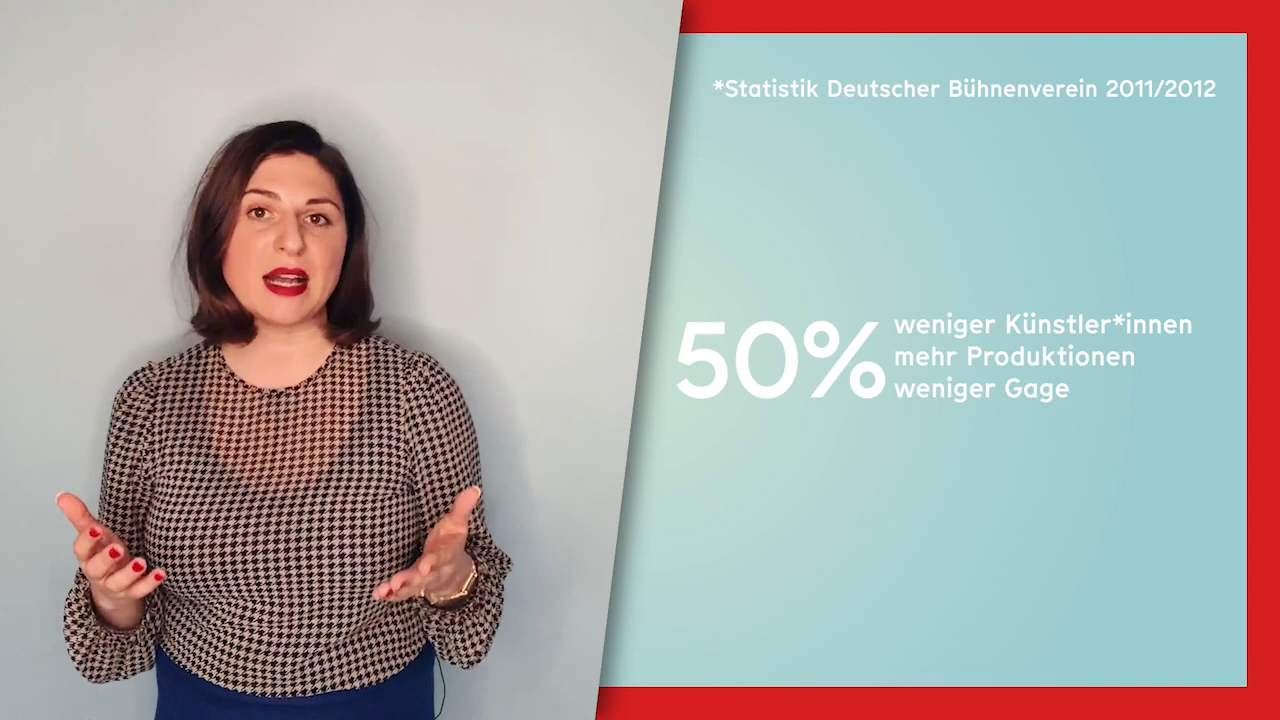 *Statistik Deutscher Bühnenverein 2011/2012
50%
weniger Künstler*innen
mehr Produktionen
weniger Gage